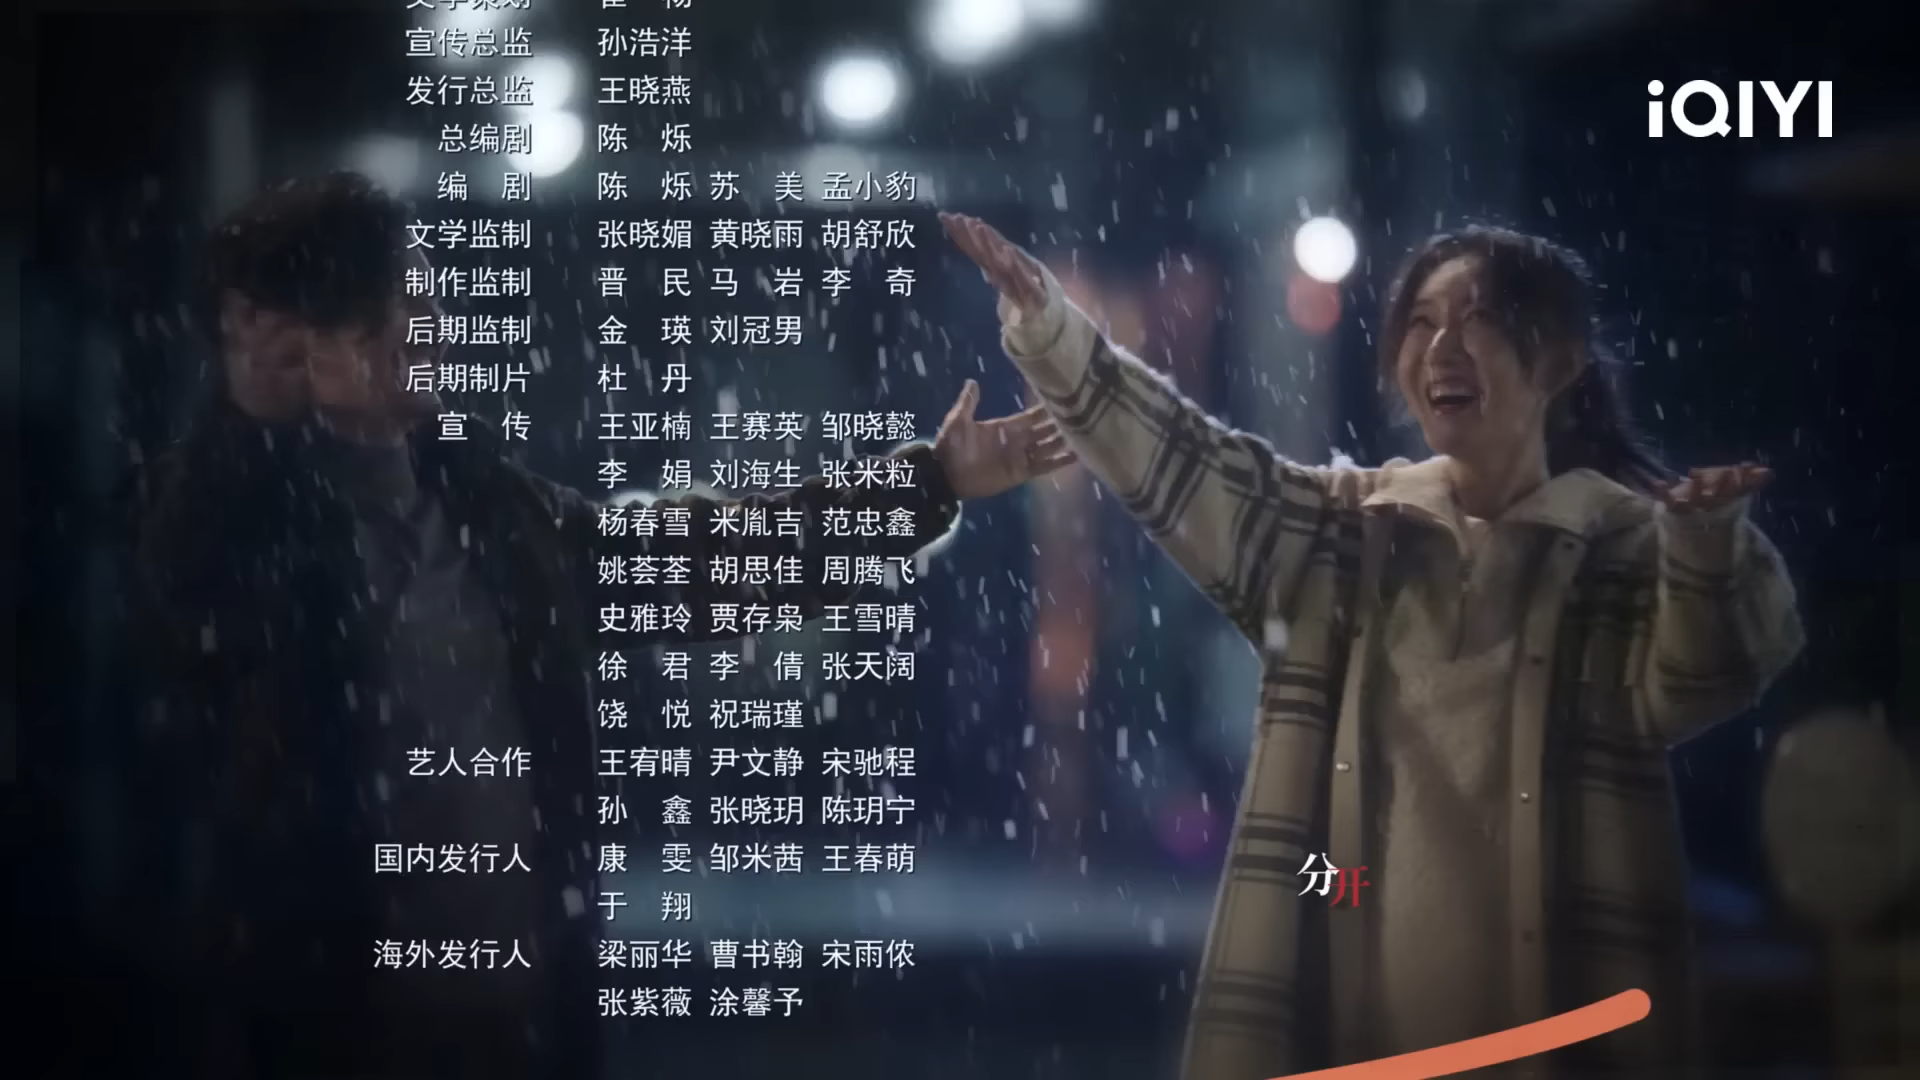 iQIYI
宣传总监 孙浩洋
发行总监 王晓燕
总编剧 陈 烁
编 剧 陈 烁 苏 美 孟小豹
文学监制 张晓媚 黄晓雨 胡舒欣
制作监制 晋 民 马 岩 李 奇
后期监制 金 瑛 刘冠男
后期制片 杜 丹
宣 传 王亚楠 王赛英 邹晓懿
李 娟 刘海生 张米粒
杨春雪 米胤吉 范忠鑫
姚荟荃 胡思佳 周腾飞
史雅玲 贾存枭 王雪晴
徐 君 李 倩 张天阔
饶 悦 祝瑞瑾
艺人合作 王宥晴 尹文静 宋驰程
孙 鑫 张晓玥 陈玥宁
国内发行人 康 雯 邹米茜 王春萌
于 翔
海外发行人 梁丽华 曹书翰 宋雨侬
张紫薇 涂馨予
分开